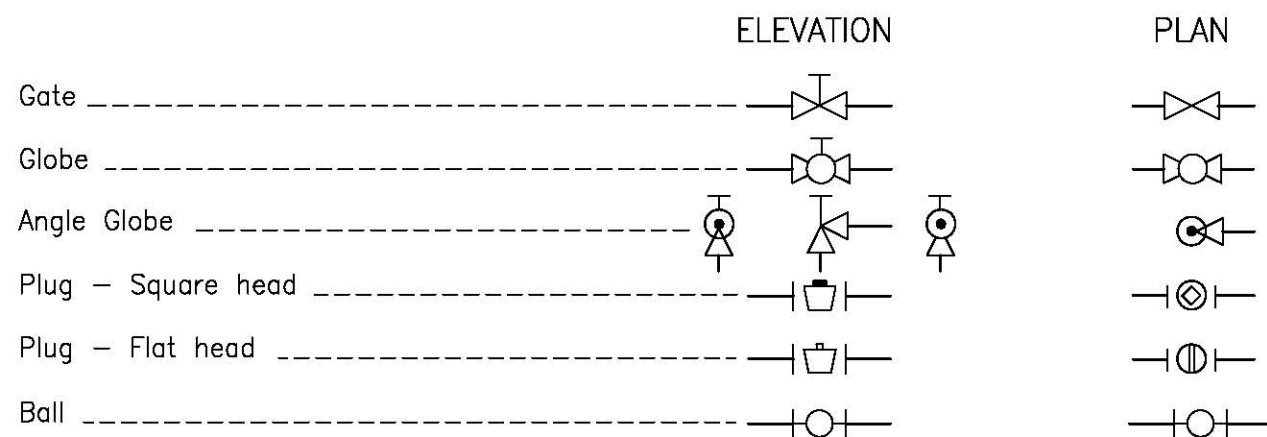 ELEVATION PLAN
Gate
Globe
Angle Globe
Plug – Square head
Plug – Flat head
Ball